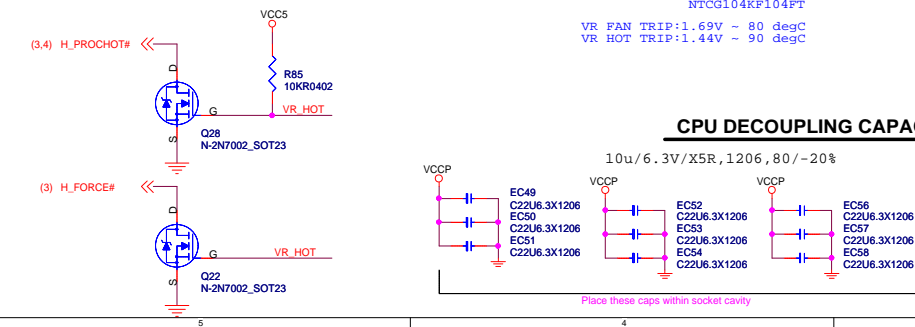 NTCG104KF104FT
VR FAN TRIP:1.69V ~ 80 degC
VR HOT TRIP:1.44V ~ 90 degC
VCC5
(3,4) H_PROCHOT#
R85
10KR0402
D
G
S
VR_HOT
Q28
N-2N7002_SOT23
(3) H_FORCE#
D
G
S
VR_HOT
Q22
N-2N7002_SOT23
CPU DECOUPLING CAPA
10u/6.3V/X5R,1206,80/-20%
VCCP
EC49
C22U6.3X1206
EC50
C22U6.3X1206
EC51
C22U6.3X1206
VCCP
EC52
C22U6.3X1206
EC53
C22U6.3X1206
EC54
C22U6.3X1206
VCCP
EC56
C22U6.3X1206
EC57
C22U6.3X1206
EC58
C22U6.3X1206
Place these caps within socket cavity
5
4